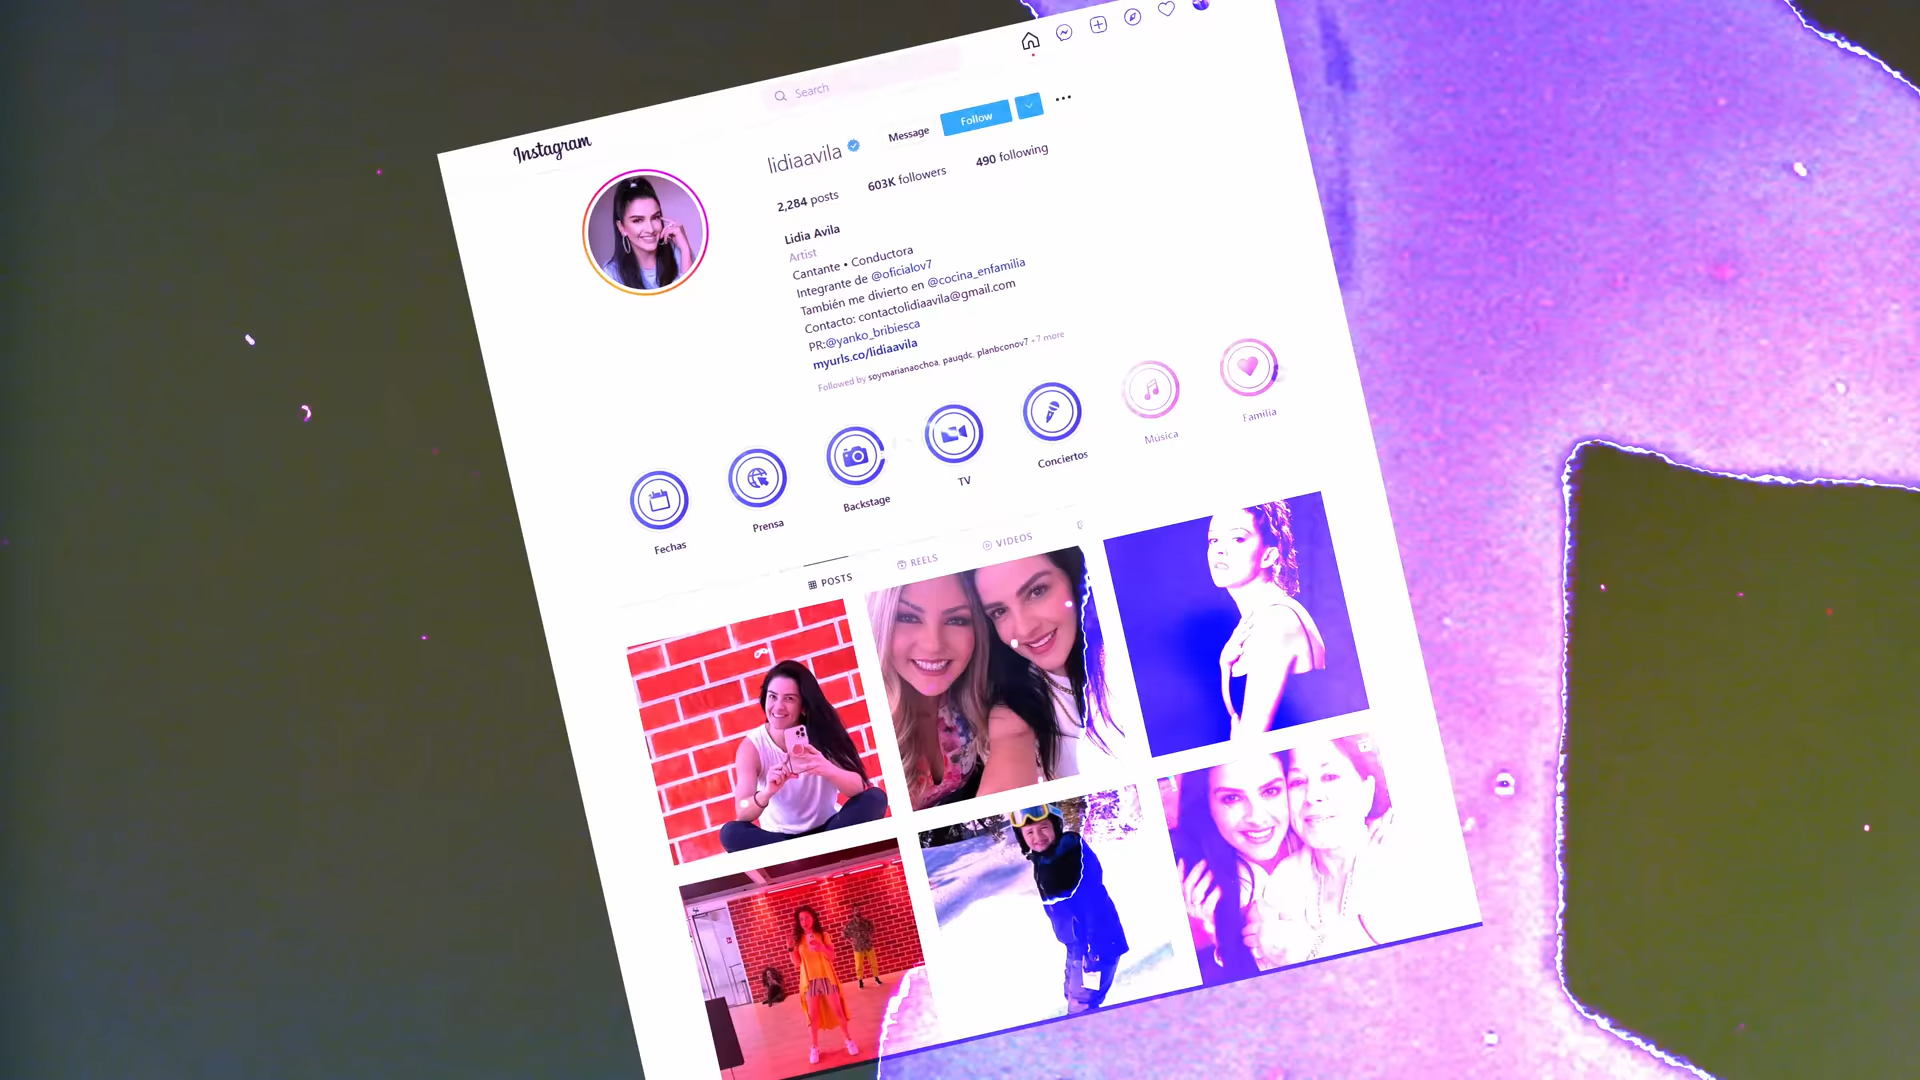 Search
Instagram
lidiaavila
Message
Follow
2,284 posts
603K followers
490 following
Lidia Avila
Artist
Cantante • Conductora
Integrante de @oficialov7
También me divierto en @cocina_enfamilia
Contacto: contactolidiaavila@gmail.com
PR:@yanko_bribiesca
myurls.co/lidiaavila
Followed by soymarianaochoa, pauqdc, planbconov7 +7 more
Fechas
Prensa
Backstage
TV
Conciertos
Música
Familia
POSTS
REELS
VIDEOS